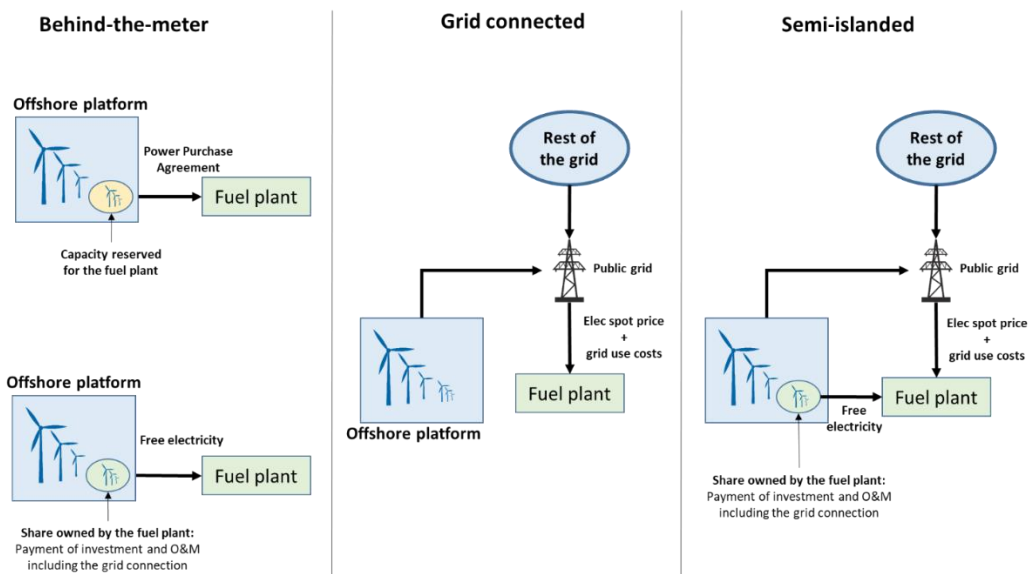 Behind-the-meter
Offshore platform
Power Purchase
Agreement
Fuel plant
Capacity reserved
for the fuel plant
Offshore platform
Free electricity
Fuel plant
Share owned by the fuel plant:
Payment of investment and O&M
including the grid connection
Grid connected
Rest of
the grid
Public grid
Elec spot price
+
grid use costs
Fuel plant
Offshore platform
Semi-islanded
Rest of
the grid
Public grid
Offshore platform
Elec spot price
+
grid use costs
Fuel plant
Free
electricity
Share owned by the fuel plant:
Payment of investment and O&M
including the grid connection